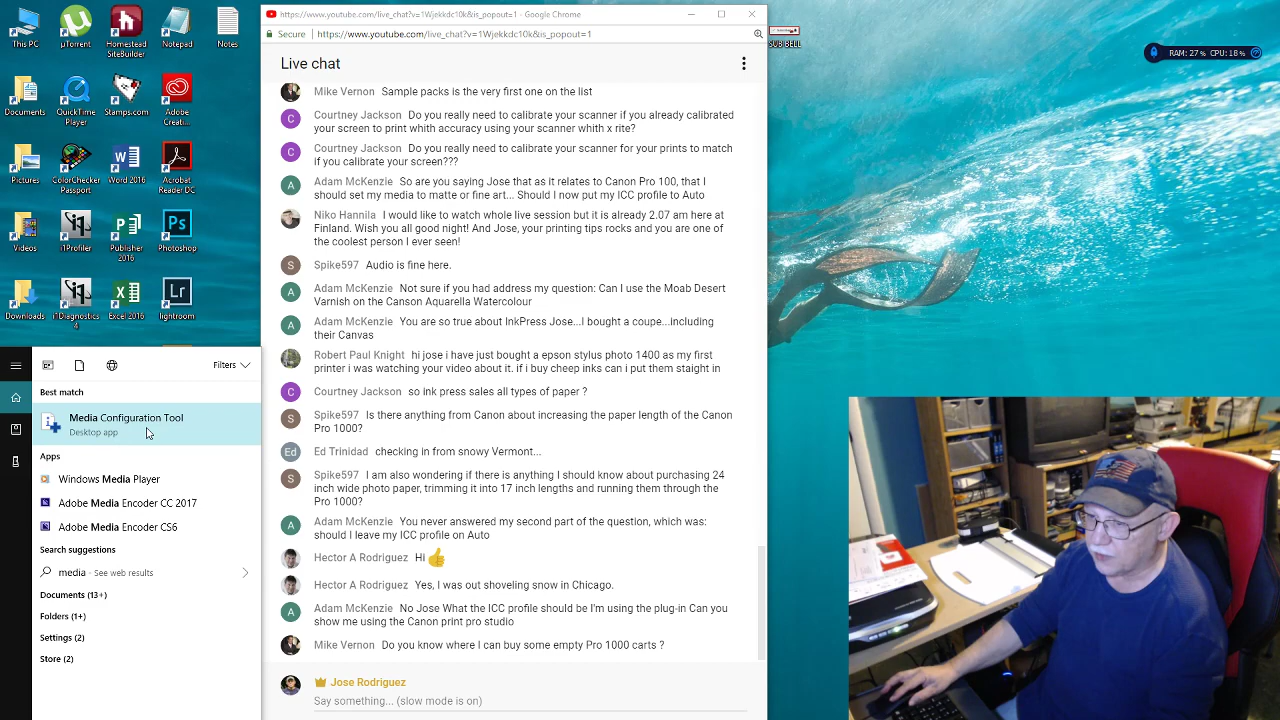 https://www.youtube.com/live_chat?v=1Wjekkdc10k&is_popout=1 - Google Chrome
Secure | https://www.youtube.com/live_chat?v=1Wjekkdc10k&is_popout=1
Live chat
Mike Vernon Sample packs is the very first one on the list
C Courtney Jackson Do you really need to calibrate your scanner if you already calibrated
your screen to print whith accuracy using your scanner whith x rite?
C Courtney Jackson Do you really need to calibrate your scanner for your prints to match
if you calibrate your screen???
A Adam McKenzie So are you saying Jose that as it relates to Canon Pro 100, that I
should set my media to matte or fine art... Should I now put my ICC profile to Auto
Niko Hannila I would like to watch whole live session but it is already 2.07 am here at
Finland. Wish you all good night! And Jose, your printing tips rocks and you are one of
the coolest person I ever seen!
S Spike597 Audio is fine here.
A Adam McKenzie Not sure if you had address my question: Can I use the Moab Desert
Varnish on the Canson Aquarella Watercolour
A Adam McKenzie You are so true about InkPress Jose...I bought a coupe...including
their Canvas
Robert Paul Knight hi jose i have just bought a epson stylus photo 1400 as my first
printer i was watching your video about it. if i buy cheep inks can i put them staight in
C Courtney Jackson so ink press sales all types of paper ?
S Spike597 Is there anything from Canon about increasing the paper length of the Canon
Pro 1000?
Ed Ed Trinidad checking in from snowy Vermont...
S Spike597 I am also wondering if there is anything I should know about purchasing 24
inch wide photo paper, trimming it into 17 inch lengths and running them through the
Pro 1000?
A Adam McKenzie You never answered my second part of the question, which was:
should I leave my ICC profile on Auto
Hector A Rodriguez Hi 👍
Hector A Rodriguez Yes, I was out shoveling snow in Chicago.
A Adam McKenzie No Jose What the ICC profile should be I'm using the plug-in Can you
show me using the Canon print pro studio
Mike Vernon Do you know where I can buy some empty Pro 1000 carts ?
Jose Rodriguez
Say something... (slow mode is on)
This PC
µTorrent
Homestead
SiteBuilder
Notepad
Notes
Documents
QuickTime
Player
Stamps.com
Adobe
Creati...
Pictures
ColorChecker
Passport
Word 2016
Acrobat
Reader DC
Videos
i1Profiler
Publisher
2016
Photoshop
Downloads
i1Diagnostics
4
Excel 2016
lightroom
Filters
Best match
Media Configuration Tool
Desktop app
Apps
Windows Media Player
Adobe Media Encoder CC 2017
Adobe Media Encoder CS6
Search suggestions
media - See web results
Documents (13+)
Folders (1+)
Settings (2)
Store (2)
SUB BELL
RAM: 27 % CPU: 18 %